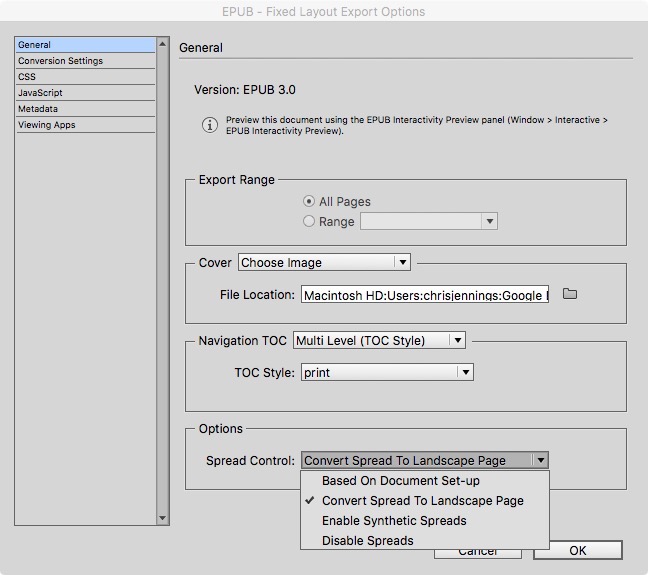 EPUB - Fixed Layout Export Options
General
Conversion Settings
CSS
JavaScript
Metadata
Viewing Apps
General
Version: EPUB 3.0
Preview this document using the EPUB Interactivity Preview panel (Window > Interactive >
EPUB Interactivity Preview).
Export Range
All Pages
Range
Cover Choose Image
File Location: Macintosh HD:Users:chrisjennings:Google
Navigation TOC Multi Level (TOC Style)
TOC Style: print
Options
Spread Control: Convert Spread To Landscape Page
Based On Document Set-up
Convert Spread To Landscape Page
Enable Synthetic Spreads
Disable Spreads
Cancel OK